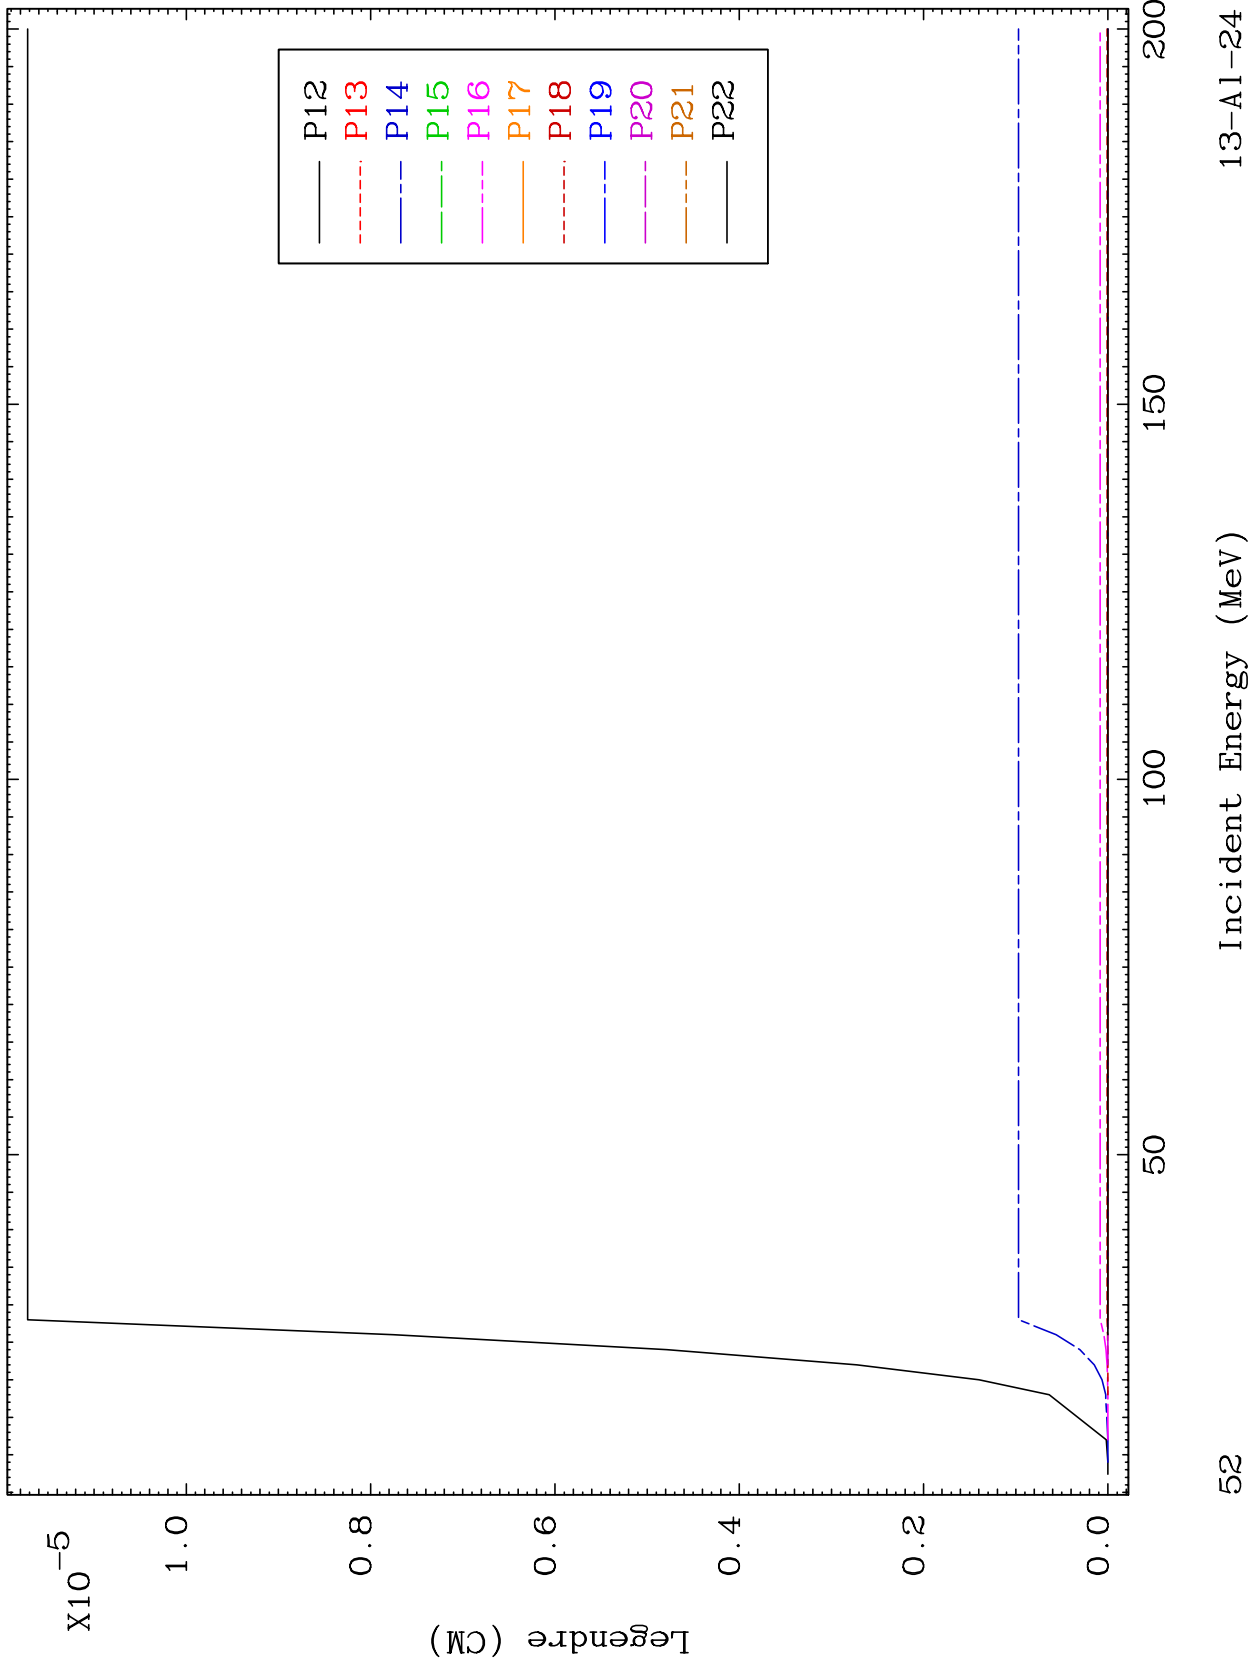 X10-5
1.0
0.8
0.6
0.4
0.2
0.0
Legendre (CM)
P12
P13
P14
P15
P16
P17
P18
P19
P20
P21
P22
50
100
150
200
52
Incident Energy (MeV)
13-Al-24